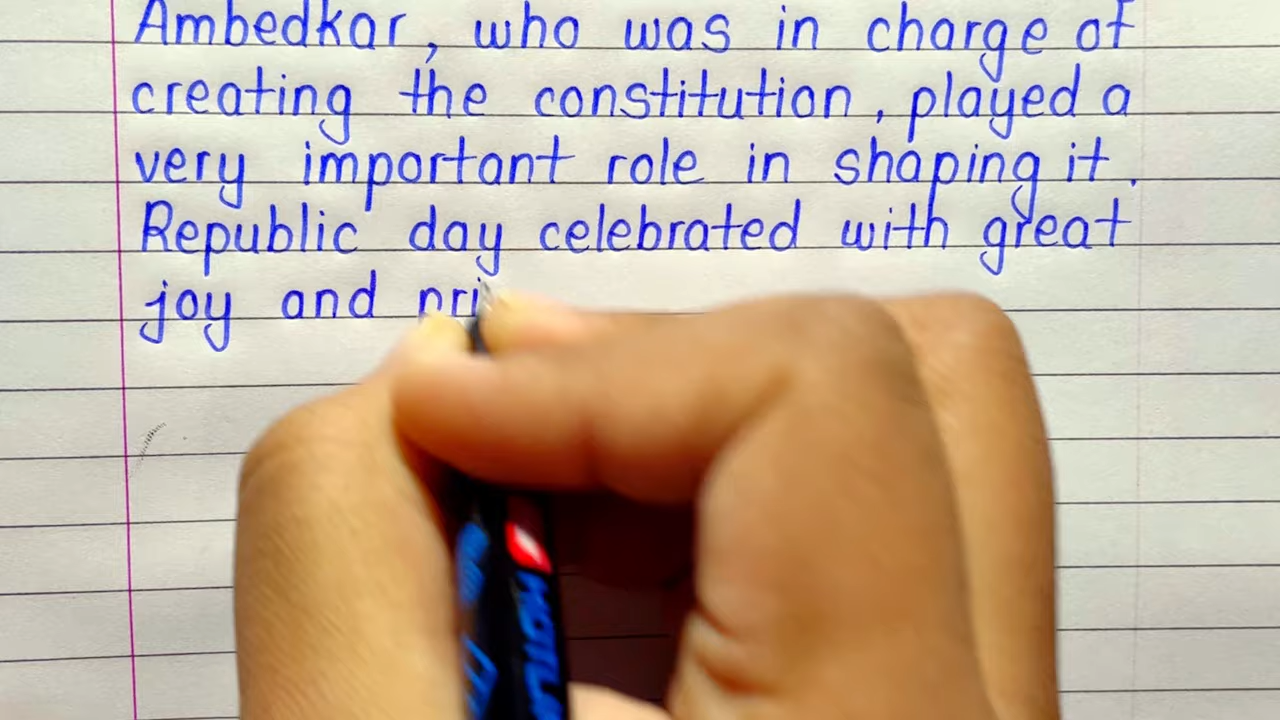 Ambedkar, who was in charge of
creating the constitution, played a
very important role in shaping it.
Republic day celebrated with great
joy and pri